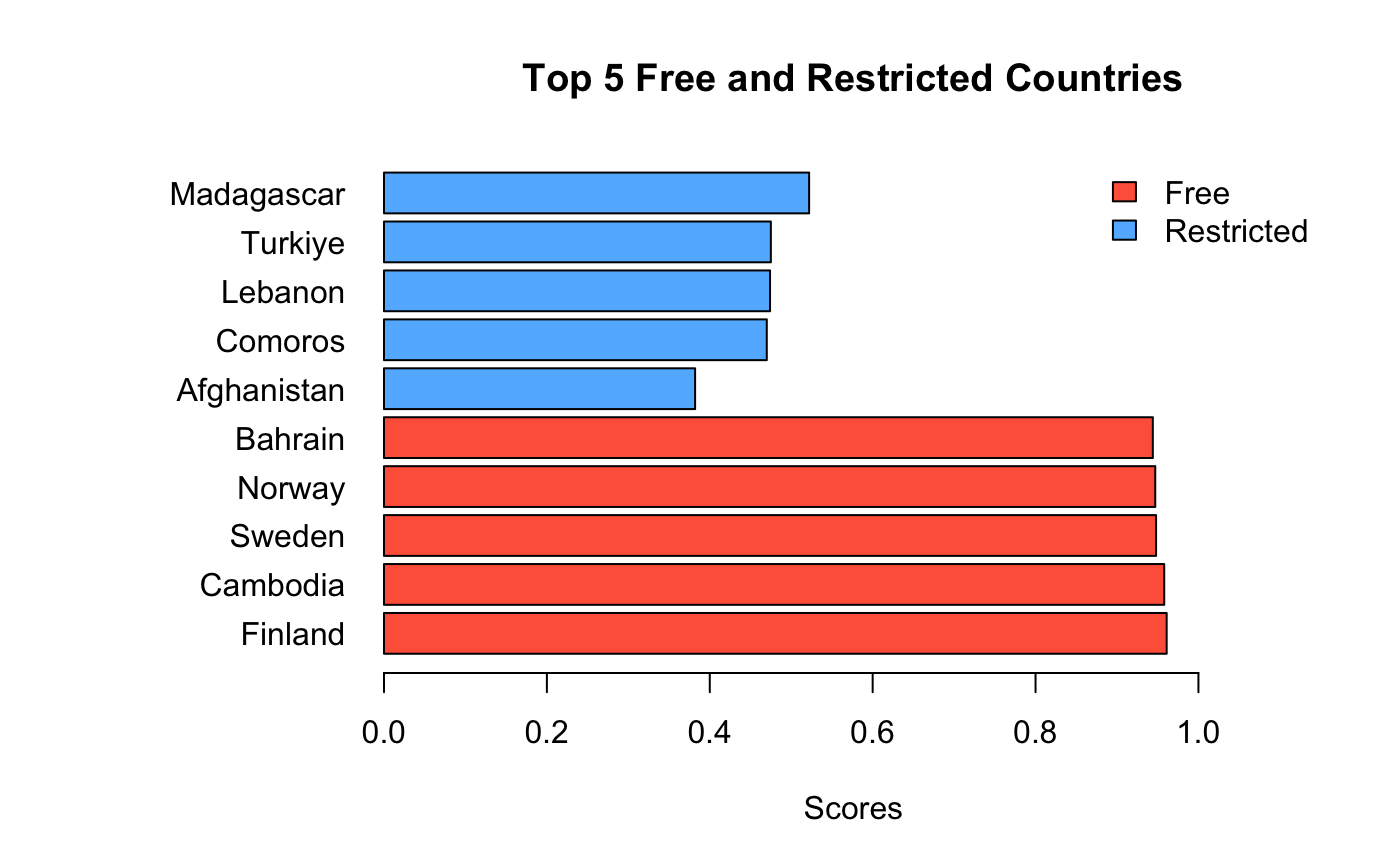 Top 5 Free and Restricted Countries
Madagascar
Turkiye
Lebanon
Comoros
Afghanistan
Bahrain
Norway
Sweden
Cambodia
Finland
Free
Restricted
0.0 0.2 0.4 0.6 0.8 1.0
Scores